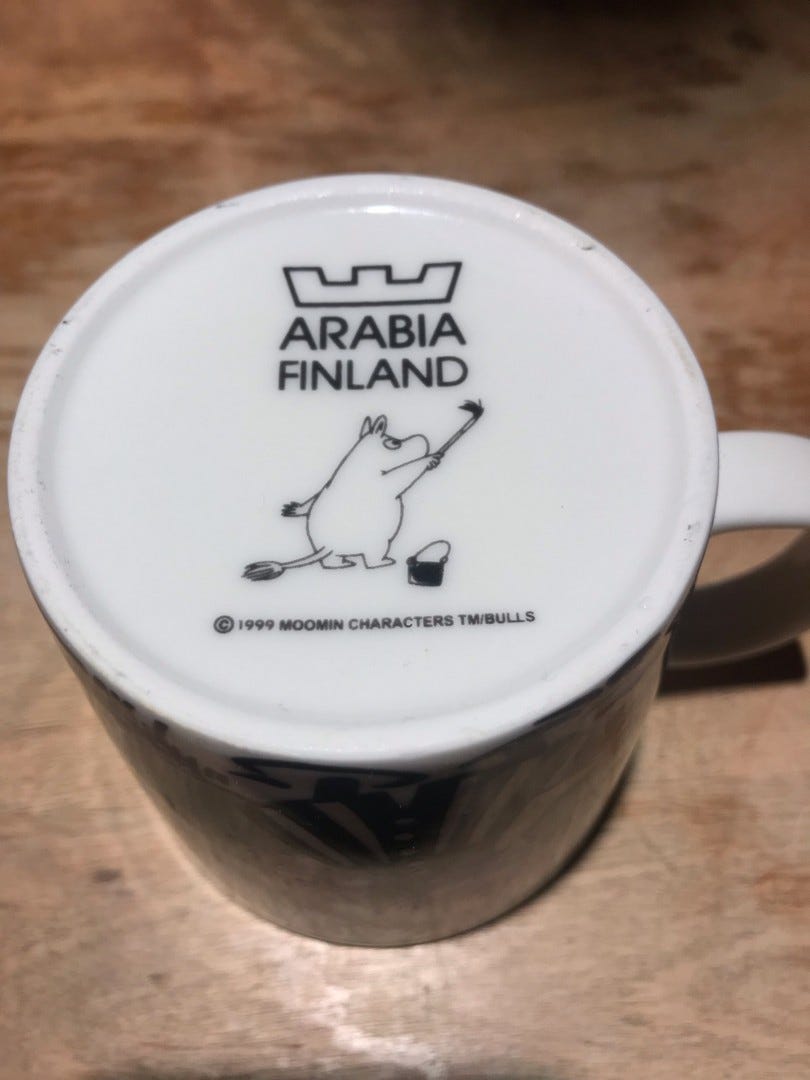 ARABIA
FINLAND
© 1999 MOOMIN CHARACTERS TM/BULLS